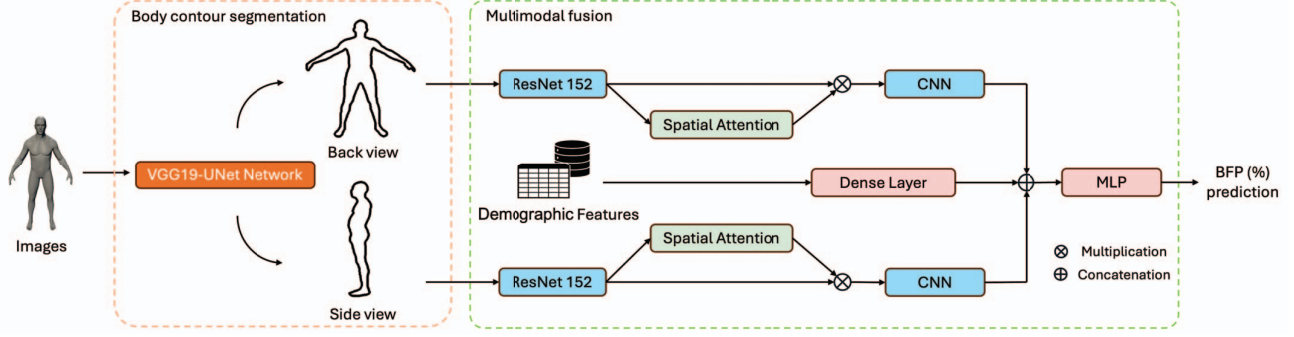 Body contour segmentation
Multimodal fusion
ResNet 152
CNN
Spatial Attention
Back view
VGG19-UNet Network
Images
Demographic Features
Dense Layer
MLP
BFP (%)
prediction
Spatial Attention
Multiplication
Concatenation
ResNet 152
CNN
Side view